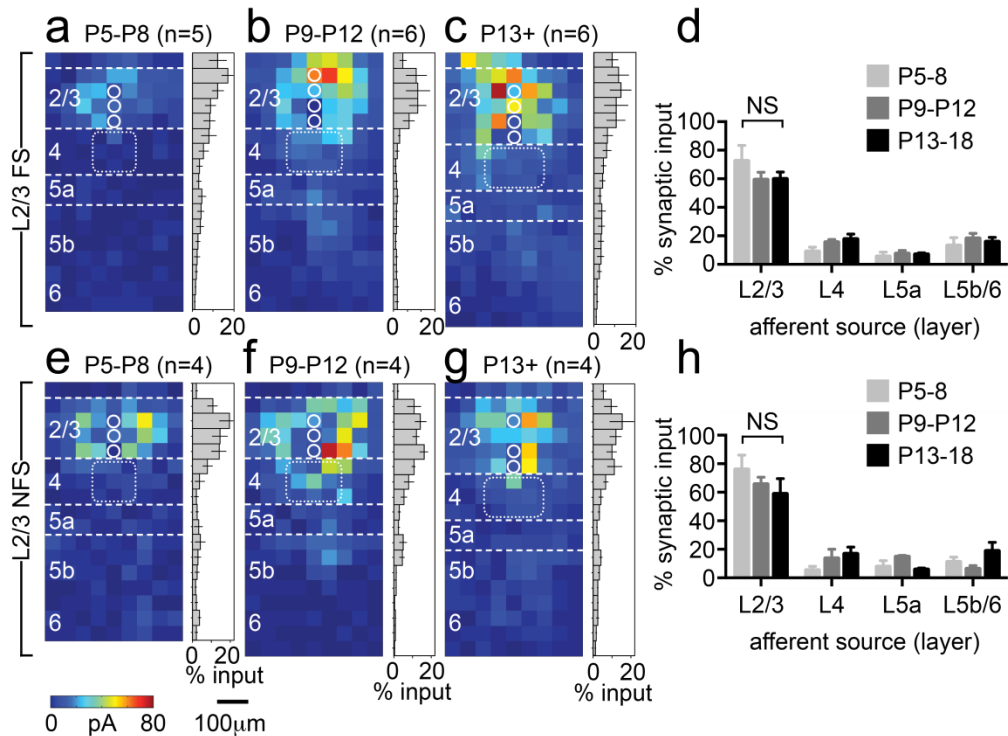 a P5-P8 (n=5)
b P9-P12 (n=6)
c P13+ (n=6)
L2/3 FS
2/3
4
5a
5b
6
0 20
2/3
4
5a
5b
6
0 20
2/3
4
5a
5b
6
0 20
d
P5-8
P9-P12
P13-18
NS
% synaptic input
100
80
60
40
20
0
L2/3 L4 L5a L5b/6
afferent source (layer)
e P5-P8 (n=4)
f P9-P12 (n=4)
g P13+ (n=4)
L2/3 NFS
2/3
4
5a
5b
6
0 20
% input
2/3
4
5a
5b
6
0 20
% input
2/3
4
5a
5b
6
0 20
% input
h
P5-8
P9-P12
P13-18
NS
% synaptic input
100
80
60
40
20
0
L2/3 L4 L5a L5b/6
afferent source (layer)
0 pA 80
100μm